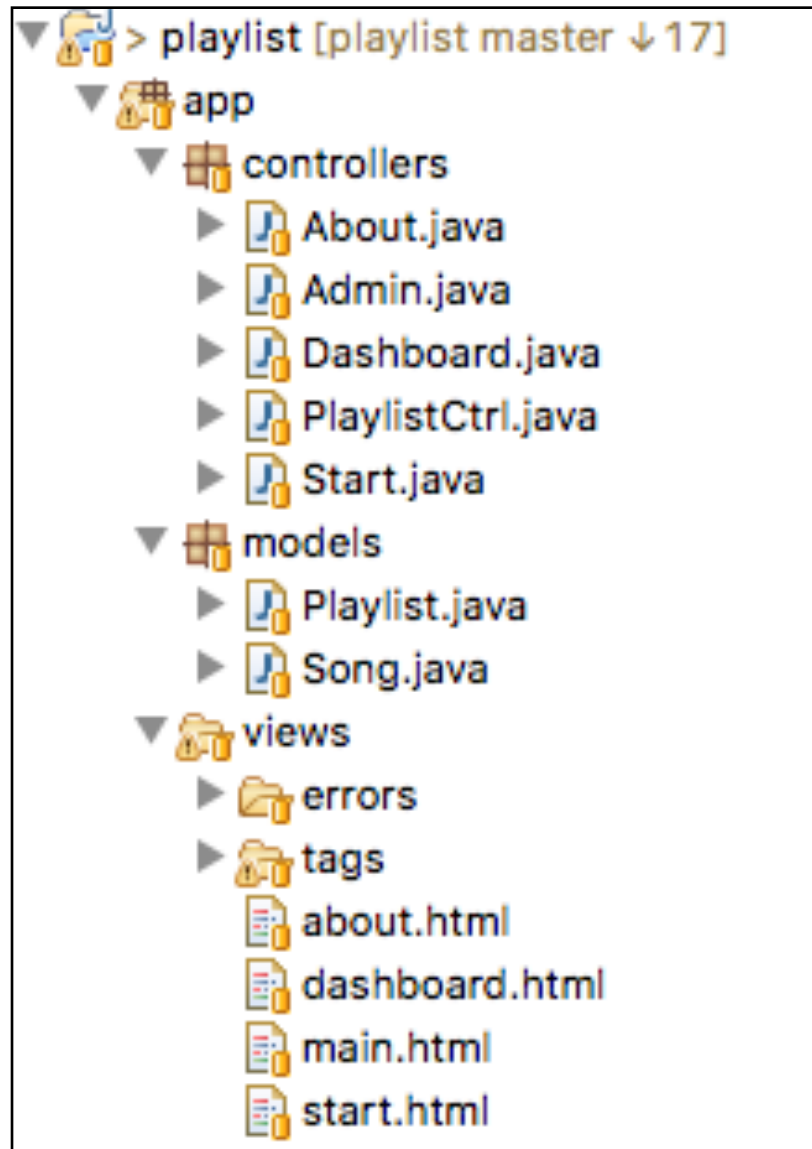 > playlist [playlist master ↓17]
app
controllers
About.java
Admin.java
Dashboard.java
PlaylistCtrl.java
Start.java
models
Playlist.java
Song.java
views
errors
tags
about.html
dashboard.html
main.html
start.html